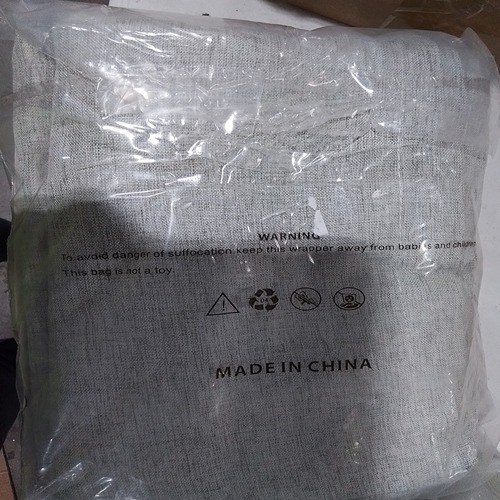 WARNING
To avoid danger of suffocation.keep this wrapper away from babies and children
This bag is not a toy.
04
MADE IN CHINA